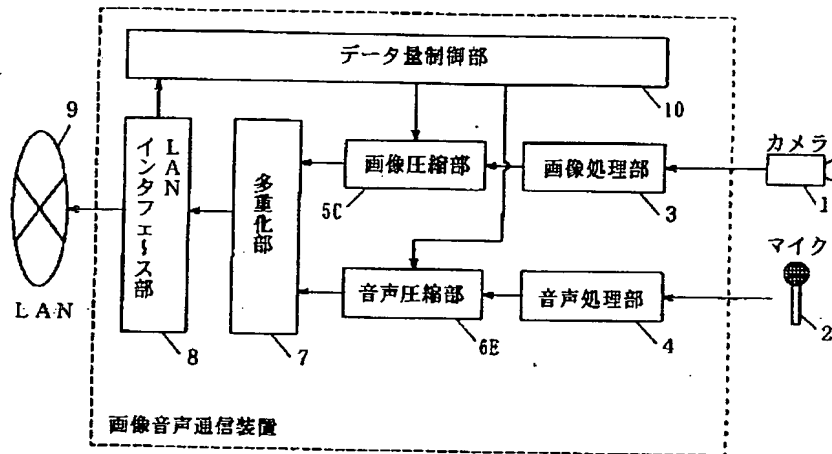 データ量制御部
10
9
LAN
8
LAN
インタフェース部
多重化部
7
画像圧縮部
5C
画像処理部
3
カメラ
1
音声圧縮部
6E
音声処理部
4
マイク
2
画像音声通信装置